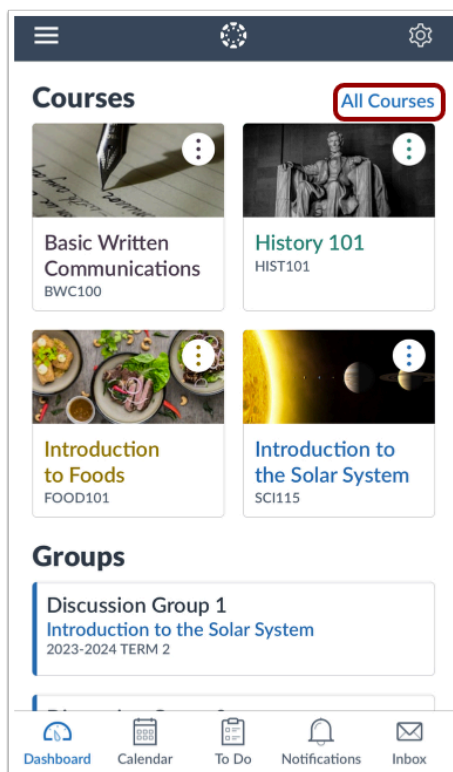 Courses
All Courses
Basic Written
Communications
BWC100
History 101
HIST101
Introduction
to Foods
FOOD101
Introduction to
the Solar System
SCI115
Groups
Discussion Group 1
Introduction to the Solar System
2023-2024 TERM 2
Dashboard
Calendar
To Do
Notifications
Inbox